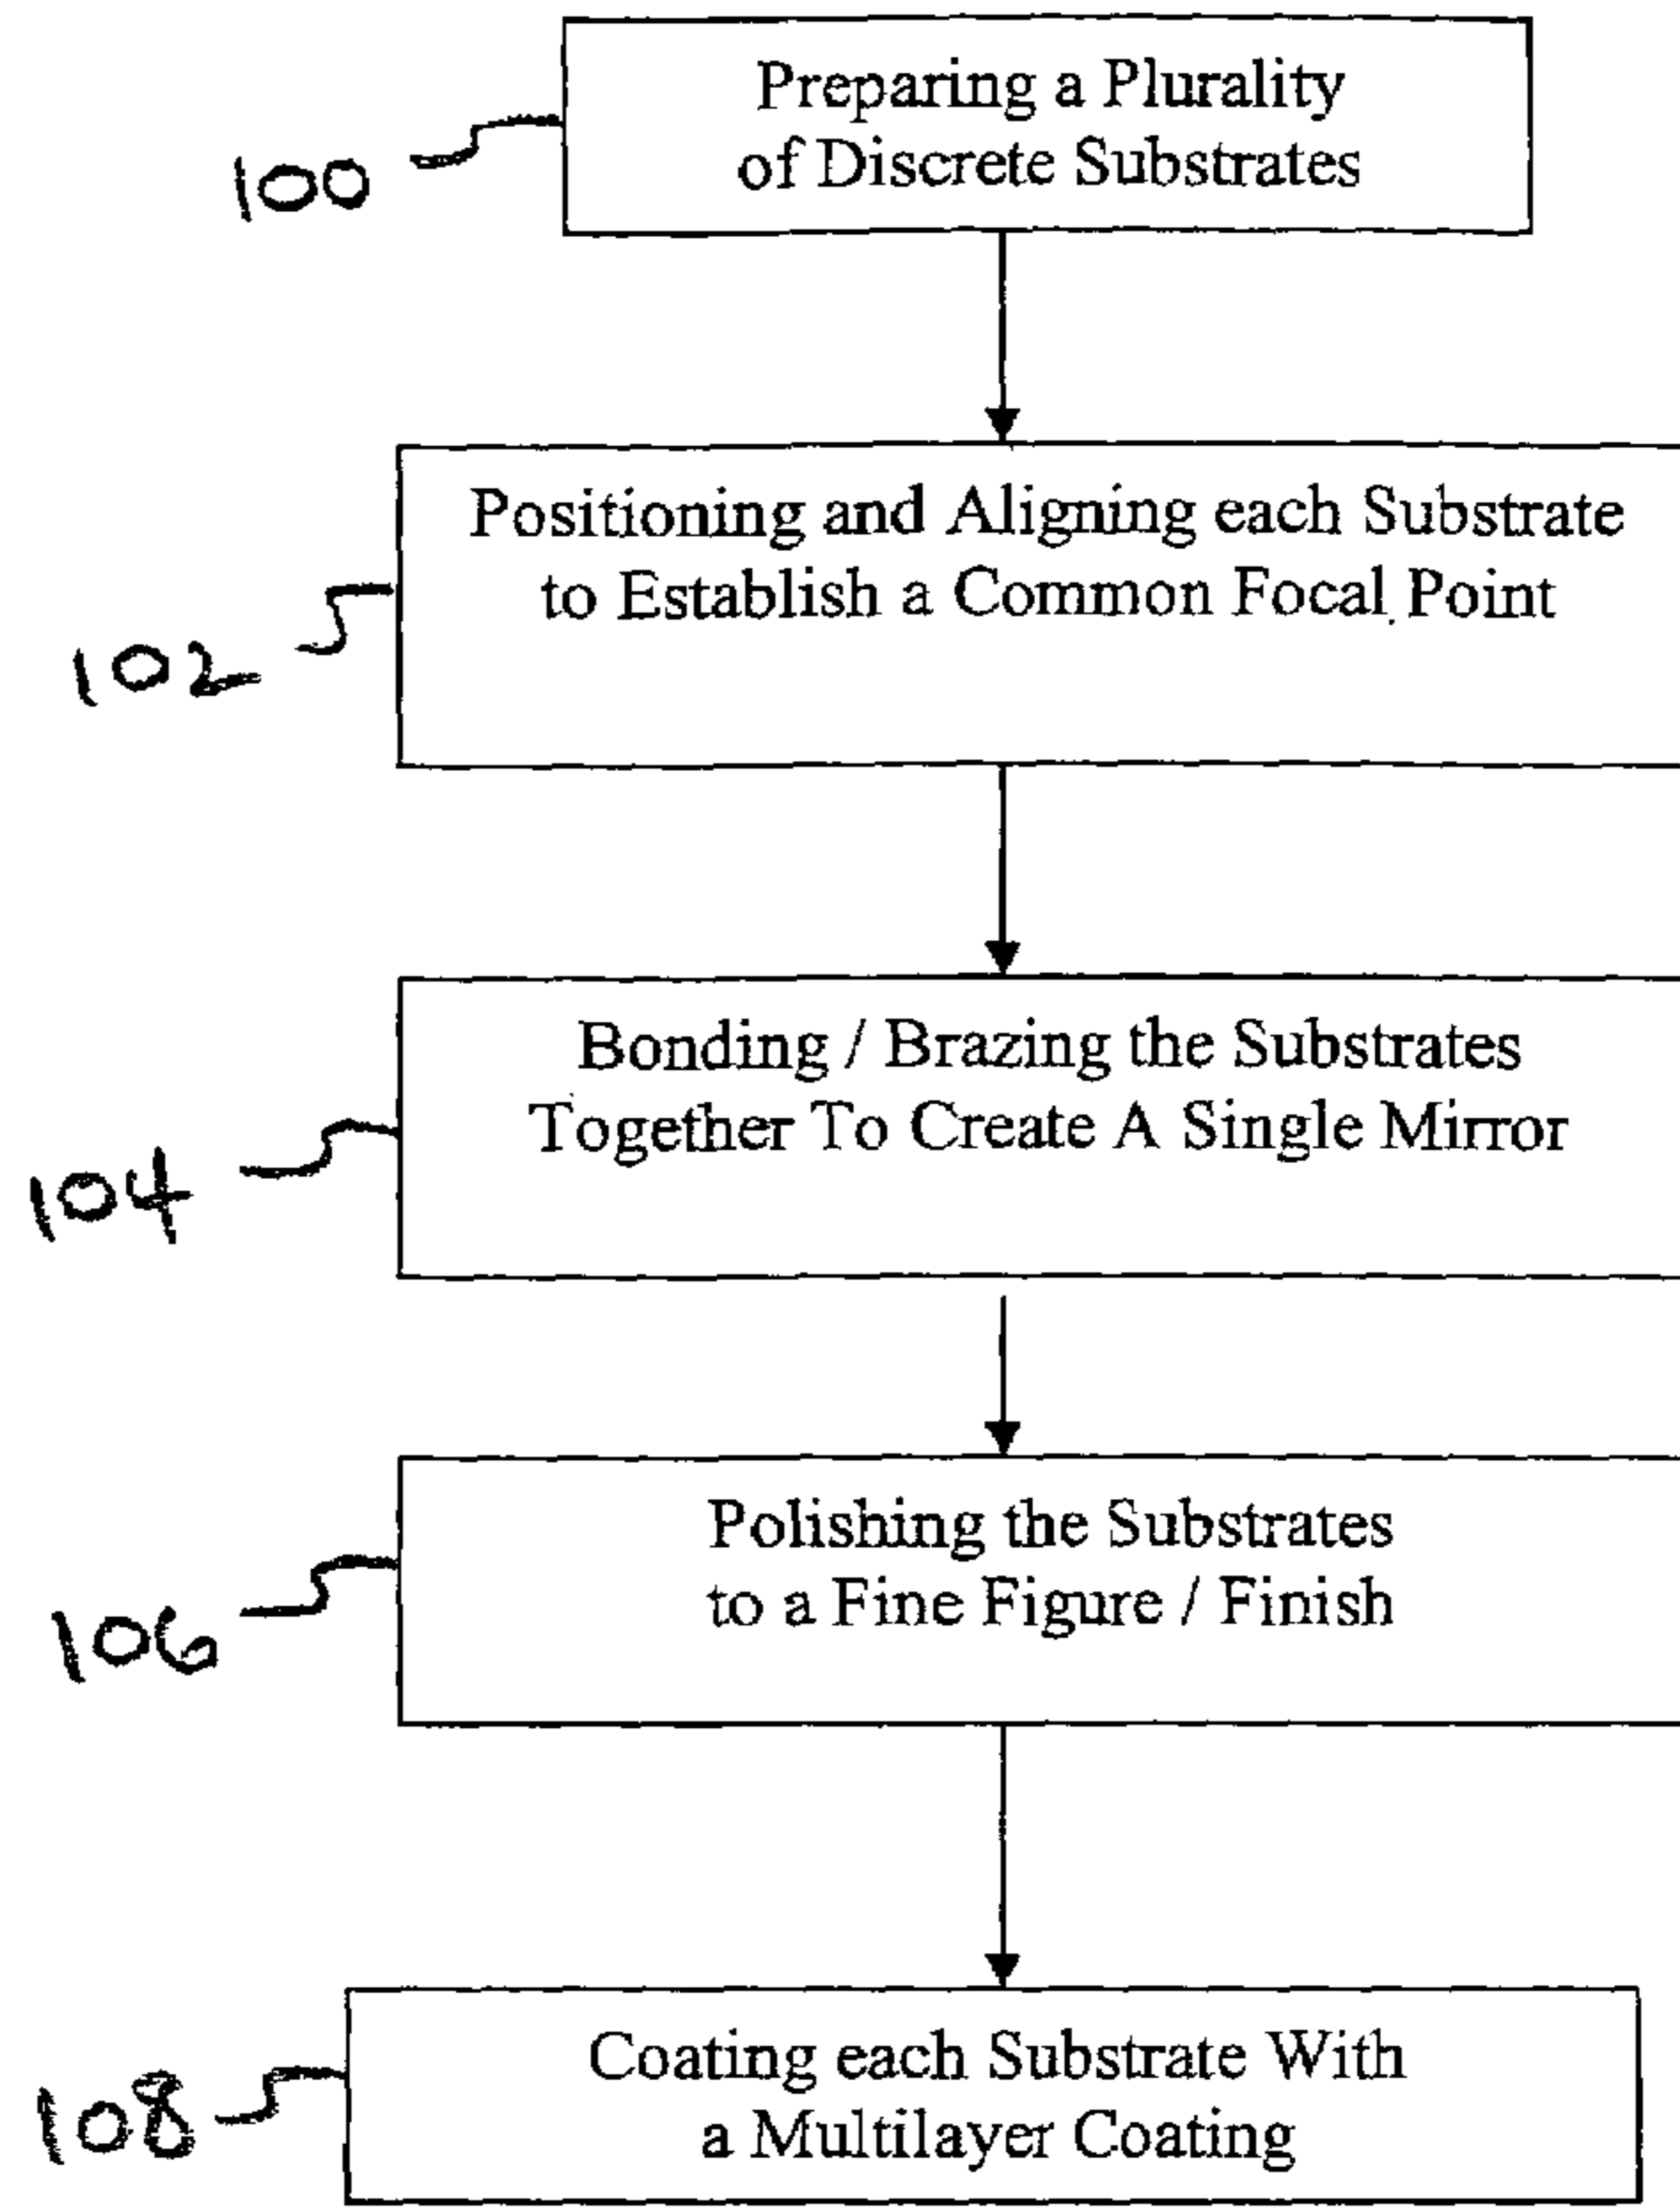 Preparing a Plurality
of Discrete Substrates
100
Positioning and Aligning each Substrate
to Establish a Common Focal Point
102
Bonding / Brazing the Substrates
Together To Create A Single Mirror
104
Polishing the Substrates
to a Fine Figure / Finish
106
Coating each Substrate With
a Multilayer Coating
108